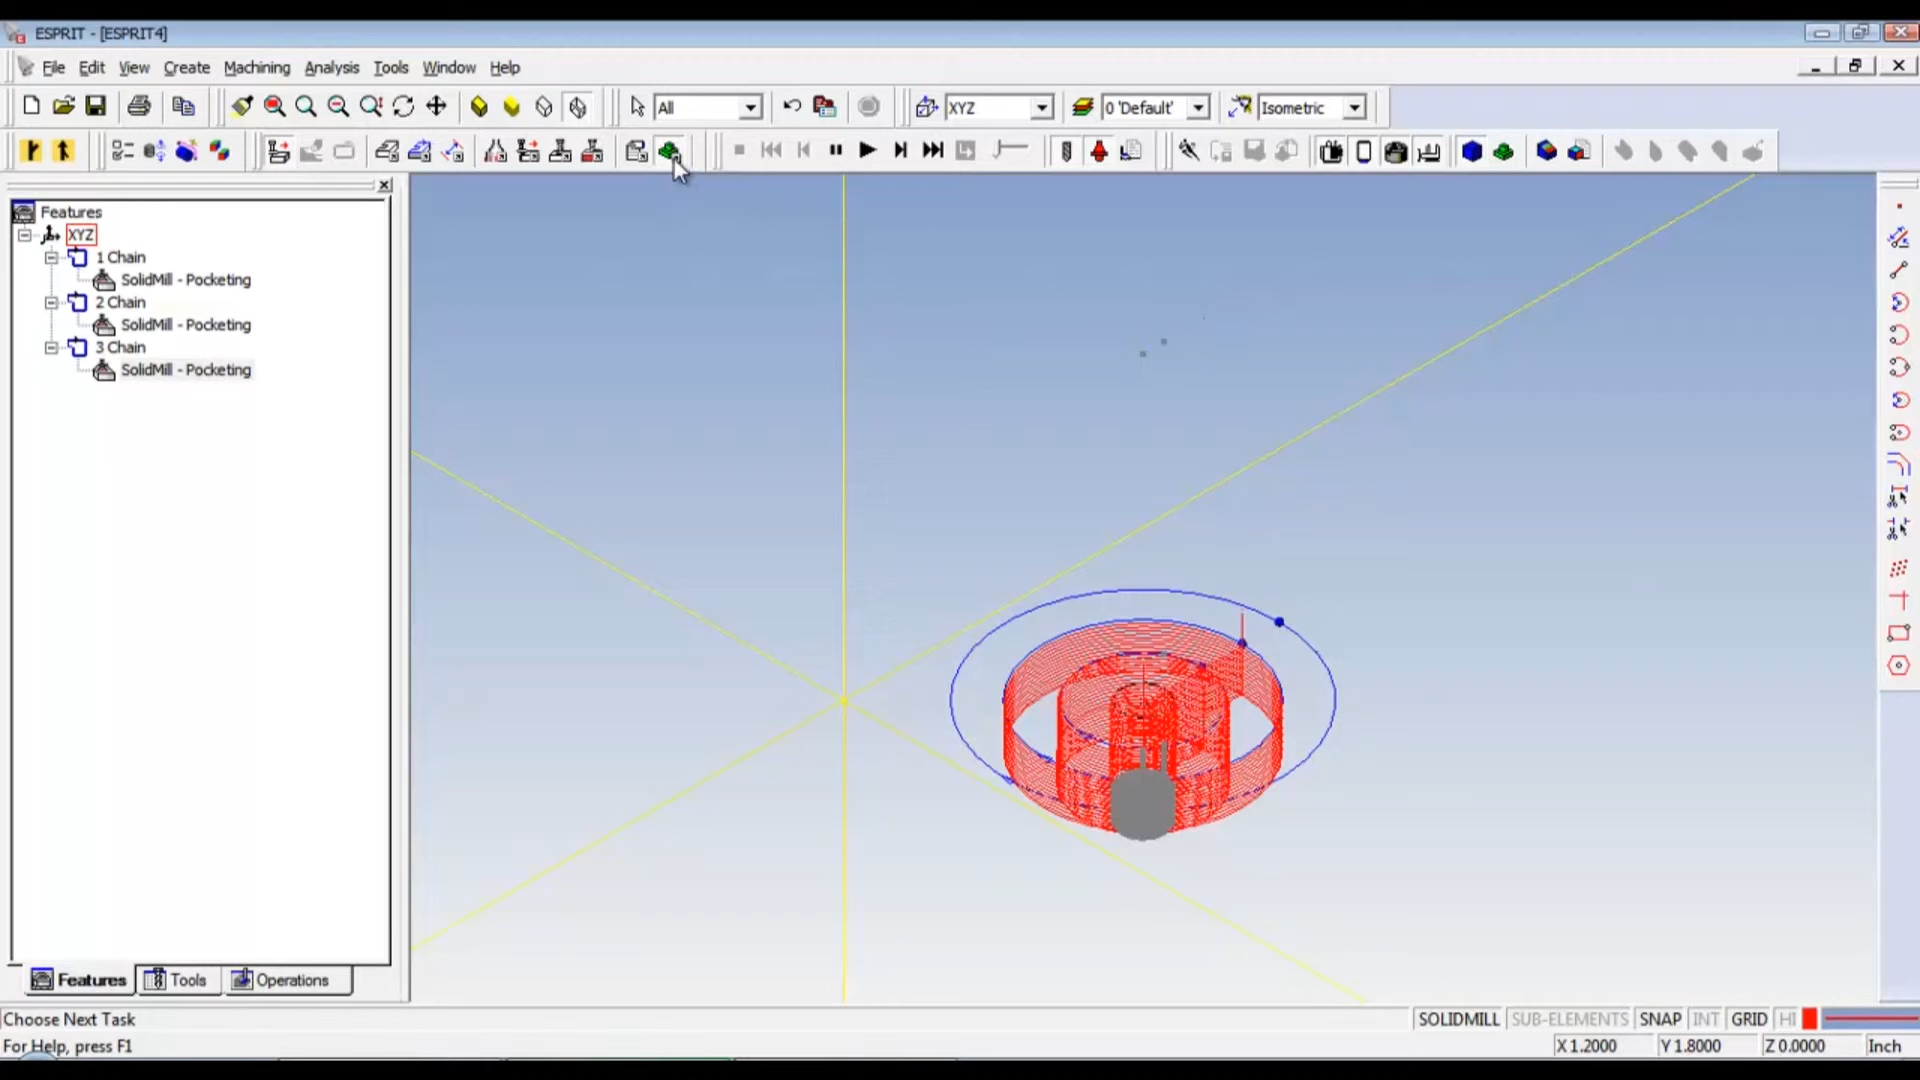 ESPRIT - [ESPRIT4]
File Edit View Create Machining Analysis Tools Window Help
All XYZ 0 'Default' Isometric
Features
XYZ
1 Chain
SolidMill - Pocketing
2 Chain
SolidMill - Pocketing
3 Chain
SolidMill - Pocketing
Features Tools Operations
Choose Next Task SOLIDMILL SUB-ELEMENTS SNAP INT GRID HI
For Help, press F1 X 1.2000 Y 1.8000 Z 0.0000 Inch